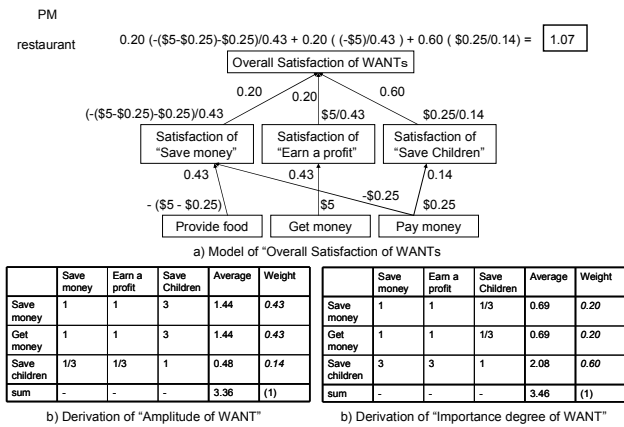 PM
restaurant
0.20 (-($5-$0.25)-$0.25)/0.43 + 0.20 ( (-$5)/0.43 ) + 0.60 ( $0.25/0.14) = 1.07
Overall Satisfaction of WANTs
0.20 0.20 0.60
(-($5-$0.25)-$0.25)/0.43 $5/0.43 $0.25/0.14
Satisfaction of "Save money"
Satisfaction of "Earn a profit"
Satisfaction of "Save Children"
0.43 0.43 -$0.25 0.14
- ($5 - $0.25) $5 $0.25
Provide food Get money Pay money
a) Model of "Overall Satisfaction of WANTs
Save money Earn a profit Save Children Average Weight
Save money 1 1 3 1.44 0.43
Get money 1 1 3 1.44 0.43
Save children 1/3 1/3 1 0.48 0.14
sum - - - 3.36 (1)
b) Derivation of "Amplitude of WANT"
Save money Earn a profit Save Children Average Weight
Save money 1 1 1/3 0.69 0.20
Get money 1 1 1/3 0.69 0.20
Save children 3 3 1 2.08 0.60
sum - - - 3.46 (1)
b) Derivation of "Importance degree of WANT"